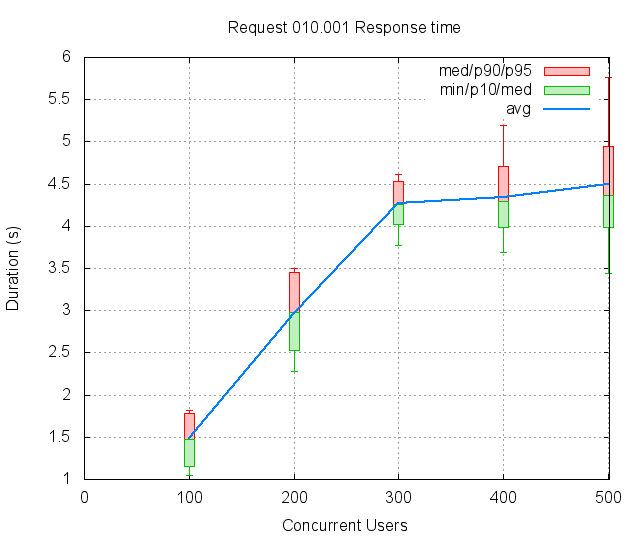 Request 010.001 Response time
med/p90/p95
min/p10/med
avg
6
5.5
5
4.5
4
3.5
3
2.5
2
1.5
1
Duration (s)
0 100 200 300 400 500
Concurrent Users